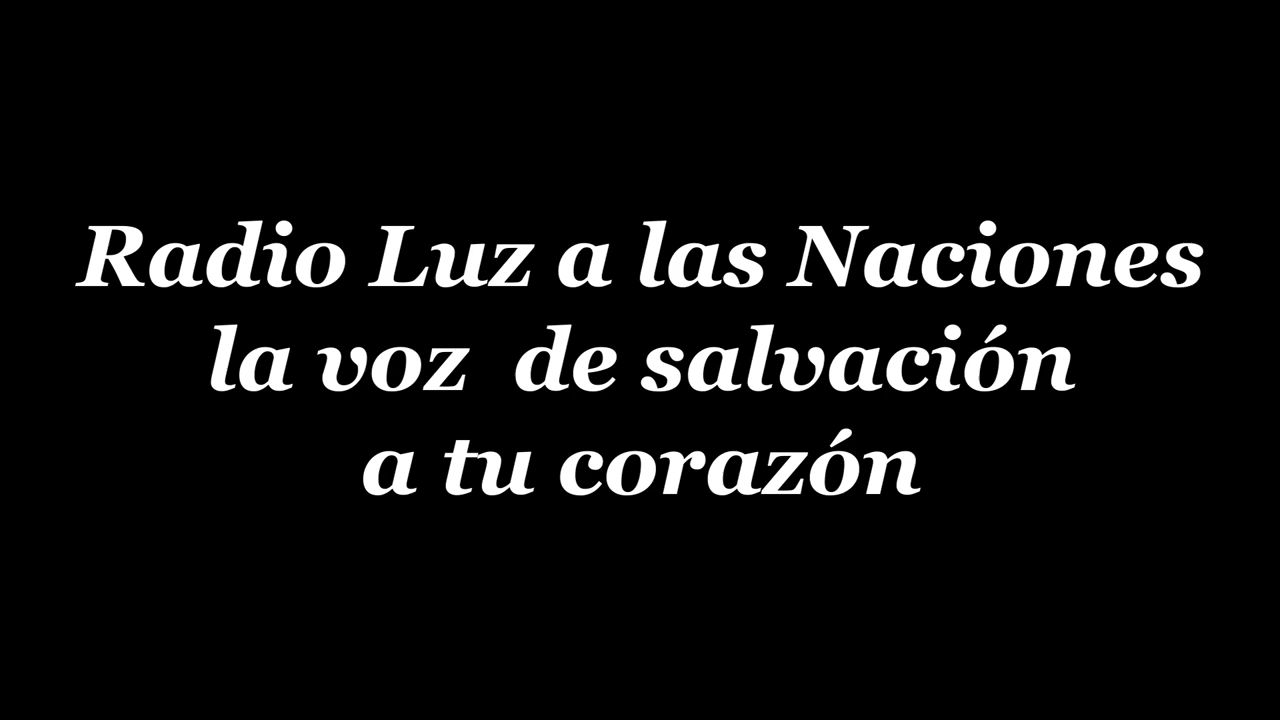 Radio Luz a las Naciones
la voz  de salvación
a tu corazón